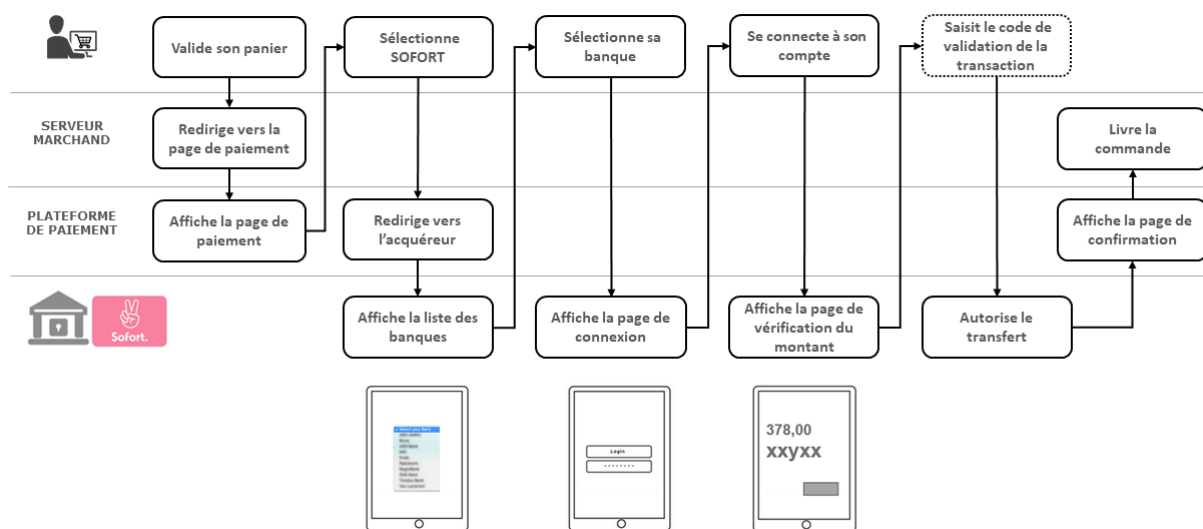 Valide son panier
Sélectionne
SOFORT
Sélectionne sa
banque
Se connecte à son
compte
Saisit le code de
validation de la
transaction
SERVEUR
MARCHAND
Redirige vers la
page de paiement
Livre la
commande
PLATEFORME
DE PAIEMENT
Affiche la page de
paiement
Redirige vers
l’acquéreur
Affiche la page de
confirmation
Sofort.
Affiche la liste des
banques
Affiche la page de
connexion
Affiche la page de
vérification du
montant
Autorise le
transfert
Select your Bank
Login
378,00
xxyxx